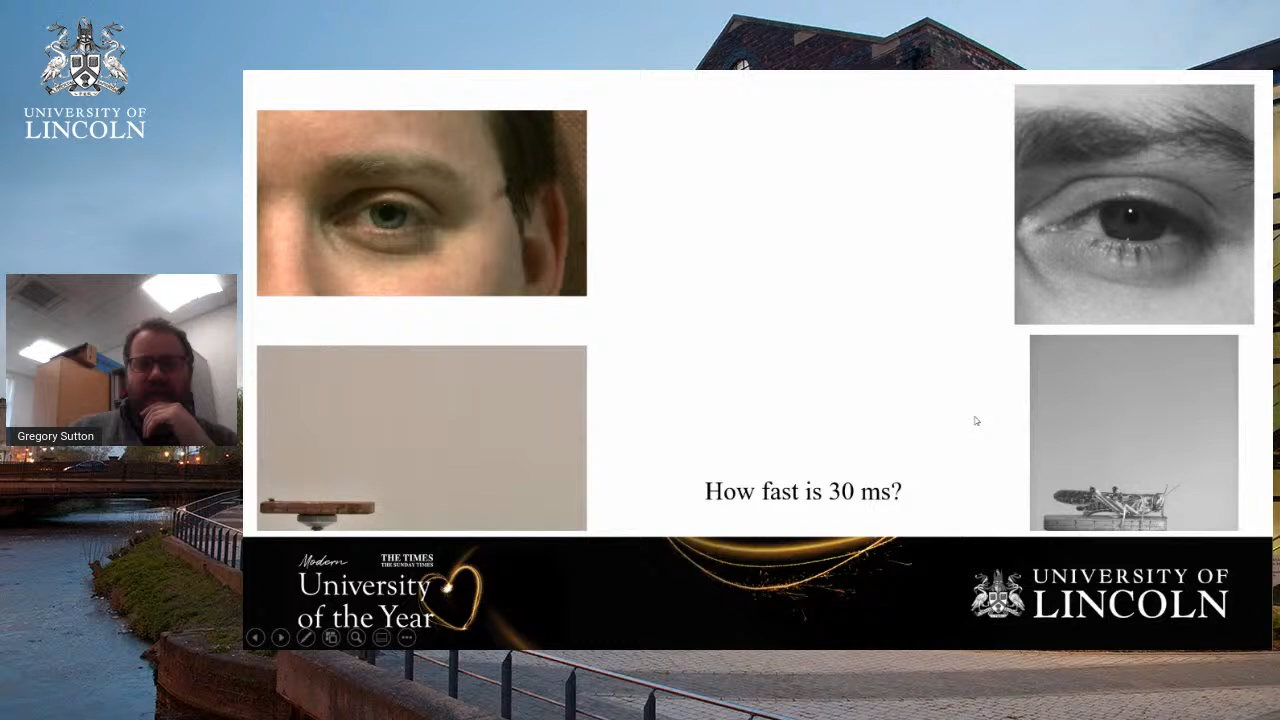 UNIVERSITY OF
LINCOLN
Gregory Sutton
How fast is 30 ms?
Modern
THE TIMES
THE SUNDAY TIMES
University
of the Year
UNIVERSITY OF
LINCOLN